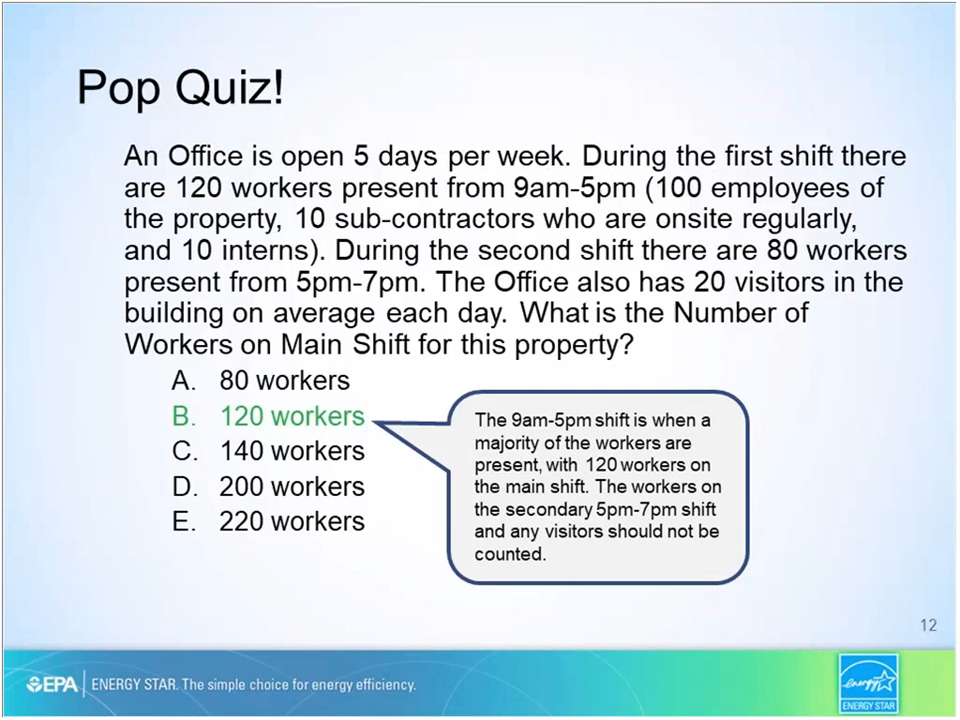 Pop Quiz!
An Office is open 5 days per week. During the first shift there
are 120 workers present from 9am-5pm (100 employees of
the property, 10 sub-contractors who are onsite regularly,
and 10 interns). During the second shift there are 80 workers
present from 5pm-7pm. The Office also has 20 visitors in the
building on average each day. What is the Number of
Workers on Main Shift for this property?
A. 80 workers
B. 120 workers
C. 140 workers
D. 200 workers
E. 220 workers
The 9am-5pm shift is when a
majority of the workers are
present, with 120 workers on
the main shift. The workers on
the secondary 5pm-7pm shift
and any visitors should not be
counted.
12
EPA ENERGY STAR. The simple choice for energy efficiency.
energy
ENERGY STAR